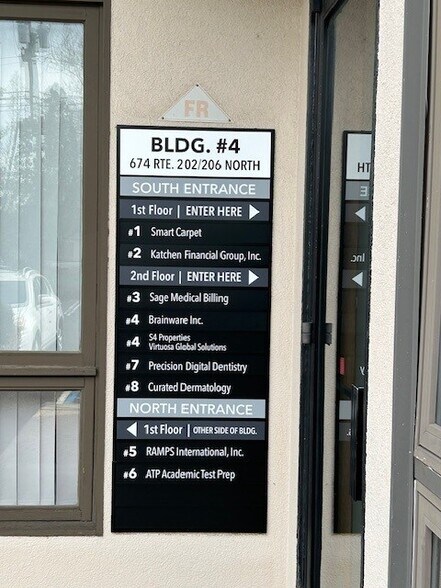 FR
BLDG. #4
674 RTE. 202/206 NORTH
SOUTH ENTRANCE
1st Floor | ENTER HERE
#1 Smart Carpet
#2 Katchen Financial Group, Inc.
2nd Floor | ENTER HERE
#3 Sage Medical Billing
#4 Brainware Inc.
#4 S4 Properties
Virtuosa Global Solutions
#7 Precision Digital Dentistry
#8 Curated Dermatology
NORTH ENTRANCE
1st Floor | OTHER SIDE OF BLDG.
#5 RAMPS International, Inc.
#6 ATP Academic Test Prep